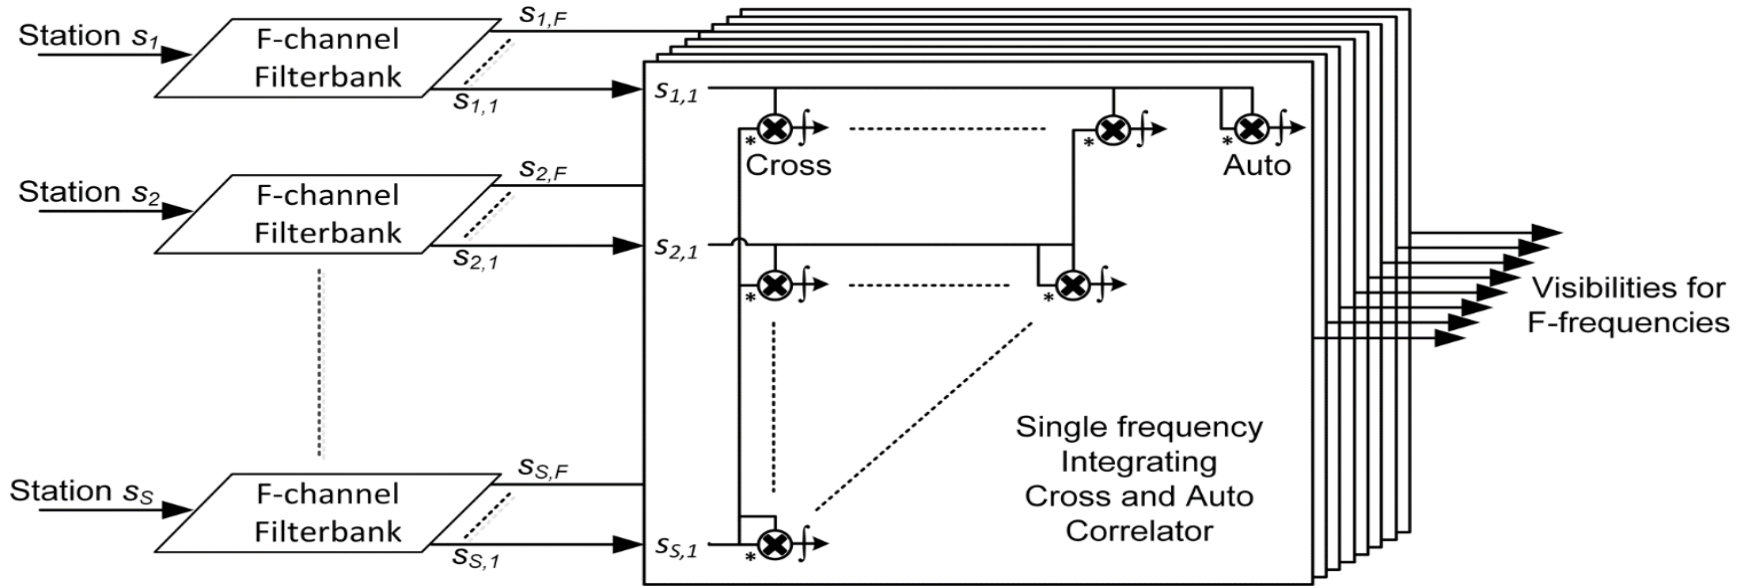 Station s1
F-channel
Filterbank
s1,F
s1,1
s1,1
*
*
*
Cross
Auto
Station s2
F-channel
Filterbank
s2,F
s2,1
s2,1
*
*
Visibilities for
F-frequencies
Single frequency
Integrating
Cross and Auto
Correlator
Station sS
F-channel
Filterbank
sS,F
sS,1
sS,1
*